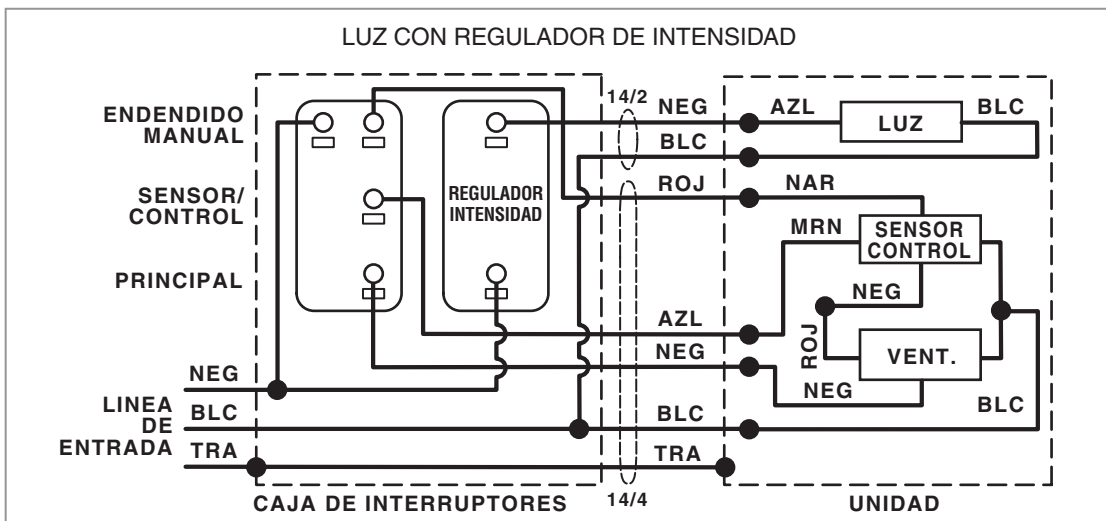 LUZ CON REGULADOR DE INTENSIDAD
14/2
NEG
AZL
LUZ
BLC
ENDENDIDO
MANUAL
BLC
ROJ
NAR
SENSOR/
CONTROL
REGULADOR
INTENSIDAD
MRN
SENSOR
CONTROL
PRINCIPAL
NEG
AZL
ROJ
VENT.
NEG
NEG
NEG
BLC
LINEA
DE
ENTRADA
BLC
BLC
TRA
TRA
CAJA DE INTERRUPTORES
14/4
UNIDAD